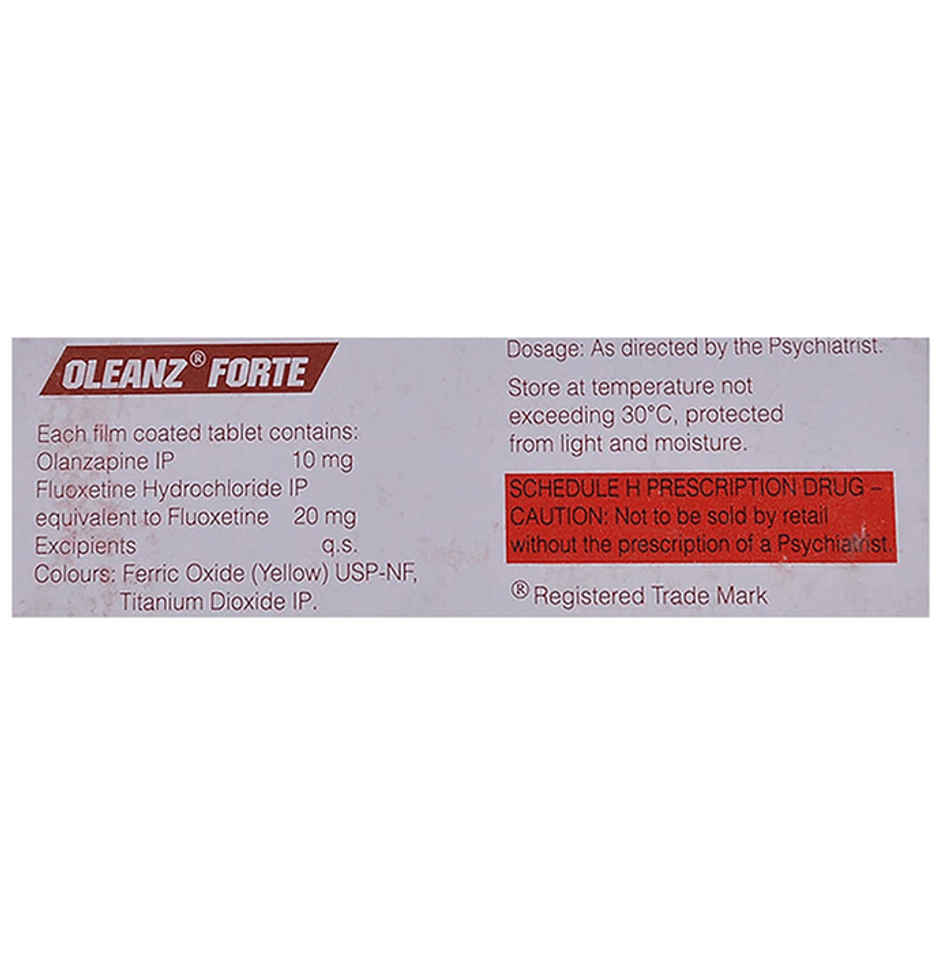 OLEANZ® FORTE
Each film coated tablet contains:
Olanzapine IP 10 mg
Fluoxetine Hydrochloride IP
equivalent to Fluoxetine 20 mg
Excipients q.s.
Colours: Ferric Oxide (Yellow) USP-NF,
Titanium Dioxide IP.
Dosage: As directed by the Psychiatrist.
Store at temperature not
exceeding 30°C, protected
from light and moisture.
SCHEDULE H PRESCRIPTION DRUG –
CAUTION: Not to be sold by retail
without the prescription of a Psychiatrist.
® Registered Trade Mark